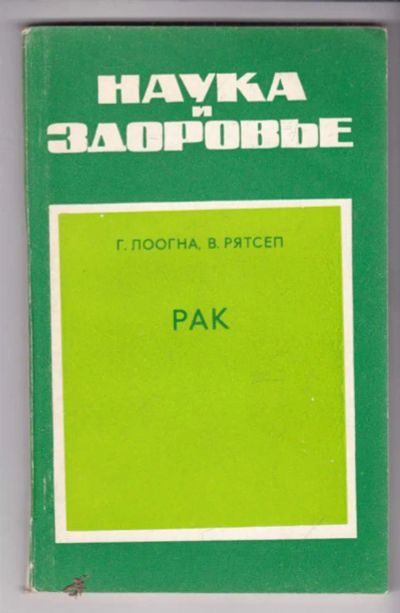 НАУКА
И
ЗДОРОВЬЕ
Г. ЛООГНА, В. РЯТСЕП
РАК